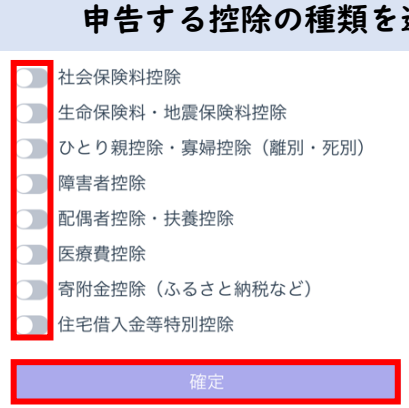 申告する控除の種類を
社会保険料控除
生命保険料・地震保険料控除
ひとり親控除・寡婦控除（離別・死別）
障害者控除
配偶者控除・扶養控除
医療費控除
寄附金控除（ふるさと納税など）
住宅借入金等特別控除
確定